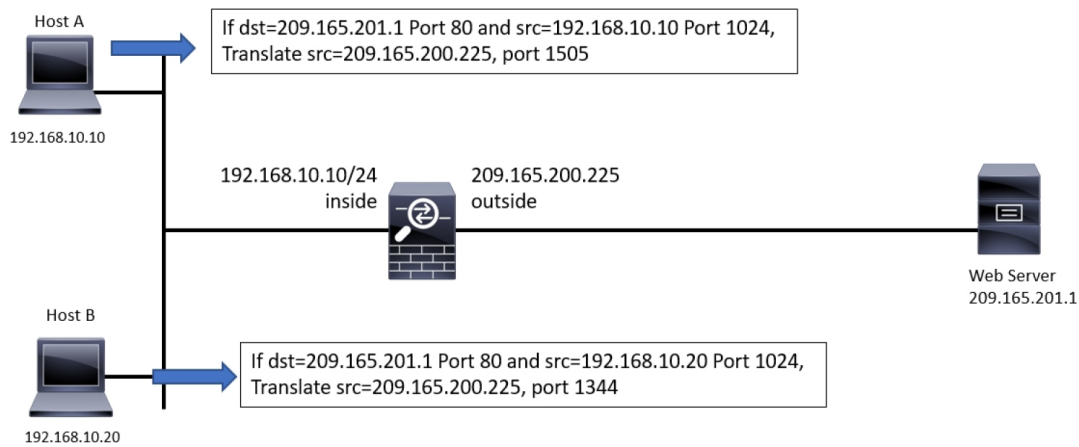 Host A
If dst=209.165.201.1 Port 80 and src=192.168.10.10 Port 1024,
Translate src=209.165.200.225, port 1505
192.168.10.10
192.168.10.10/24
inside
209.165.200.225
outside
Web Server
209.165.201.1
Host B
If dst=209.165.201.1 Port 80 and src=192.168.10.20 Port 1024,
Translate src=209.165.200.225, port 1344
192.168.10.20